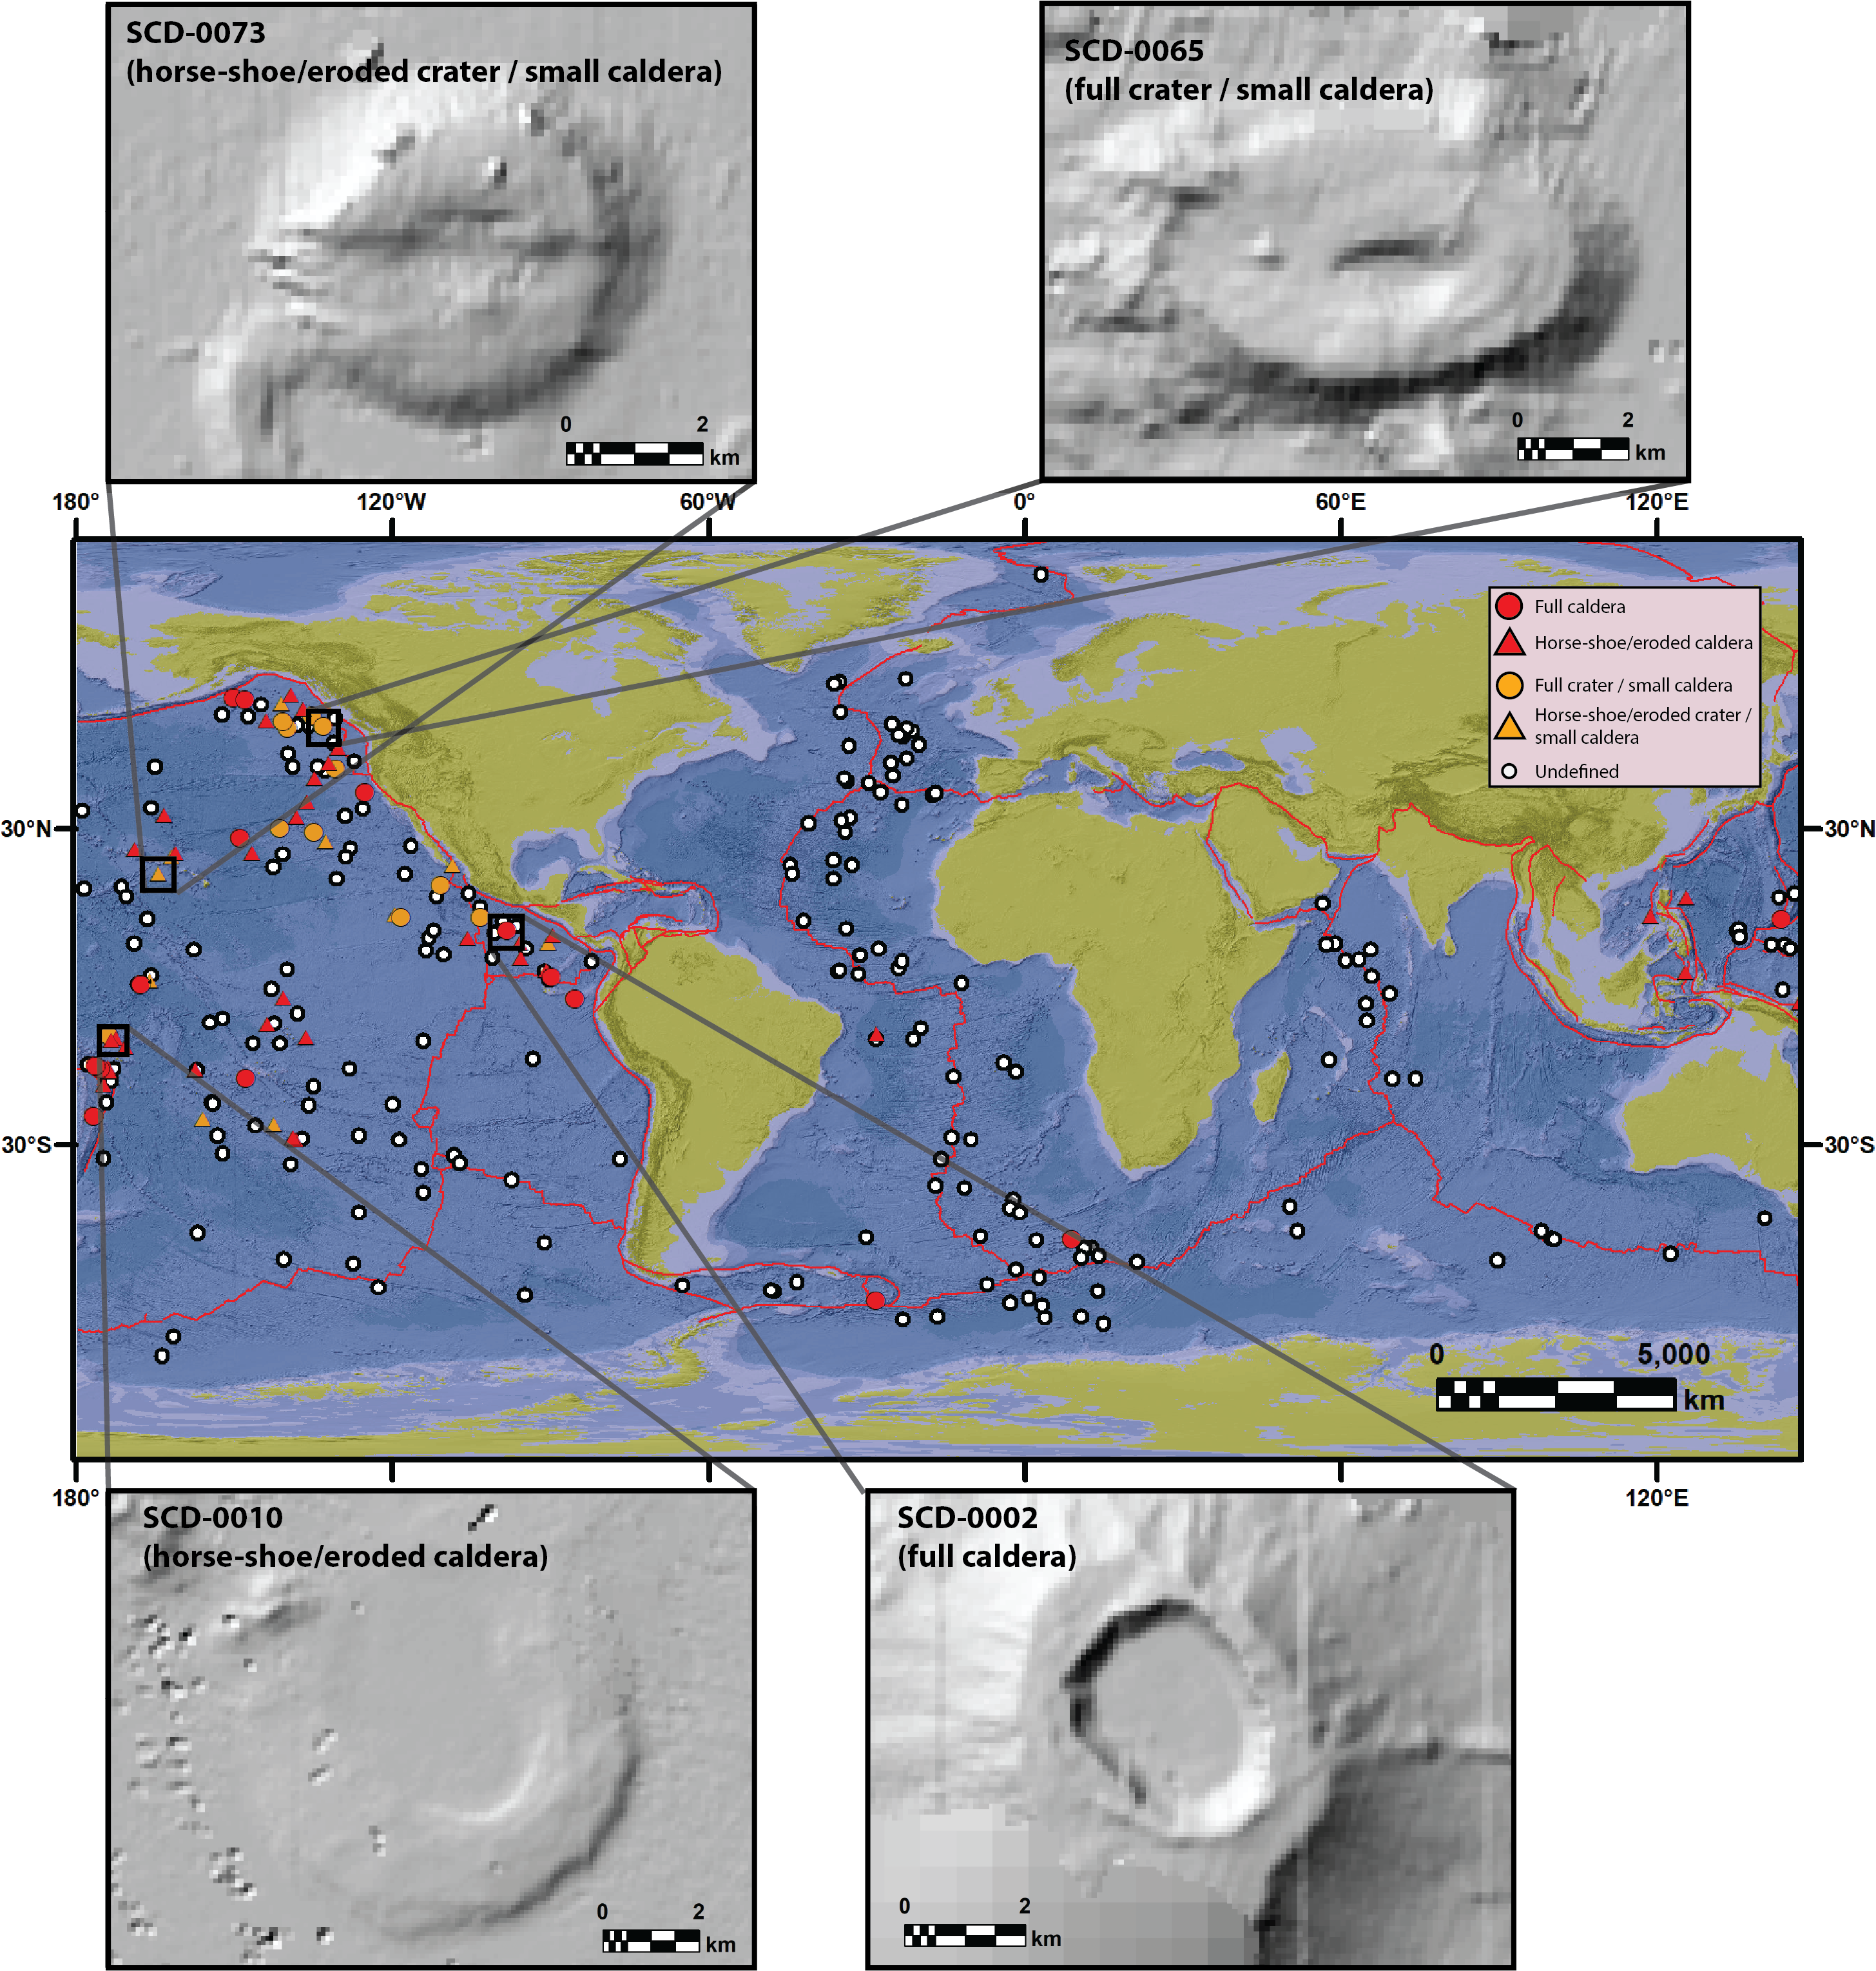 SCD-0073
(horse-shoe/eroded crater / small caldera)
0 2
km
SCD-0065
(full crater / small caldera)
0 2
km
180° 120°W 60°W 0° 60°E 120°E
Full caldera
Horse-shoe/eroded caldera
Full crater / small caldera
Horse-shoe/eroded crater /
small caldera
Undefined
30°N 30°N
30°S 30°S
0 5,000
km
180° 120°E
SCD-0010
(horse-shoe/eroded caldera)
0 2
km
SCD-0002
(full caldera)
0 2
km